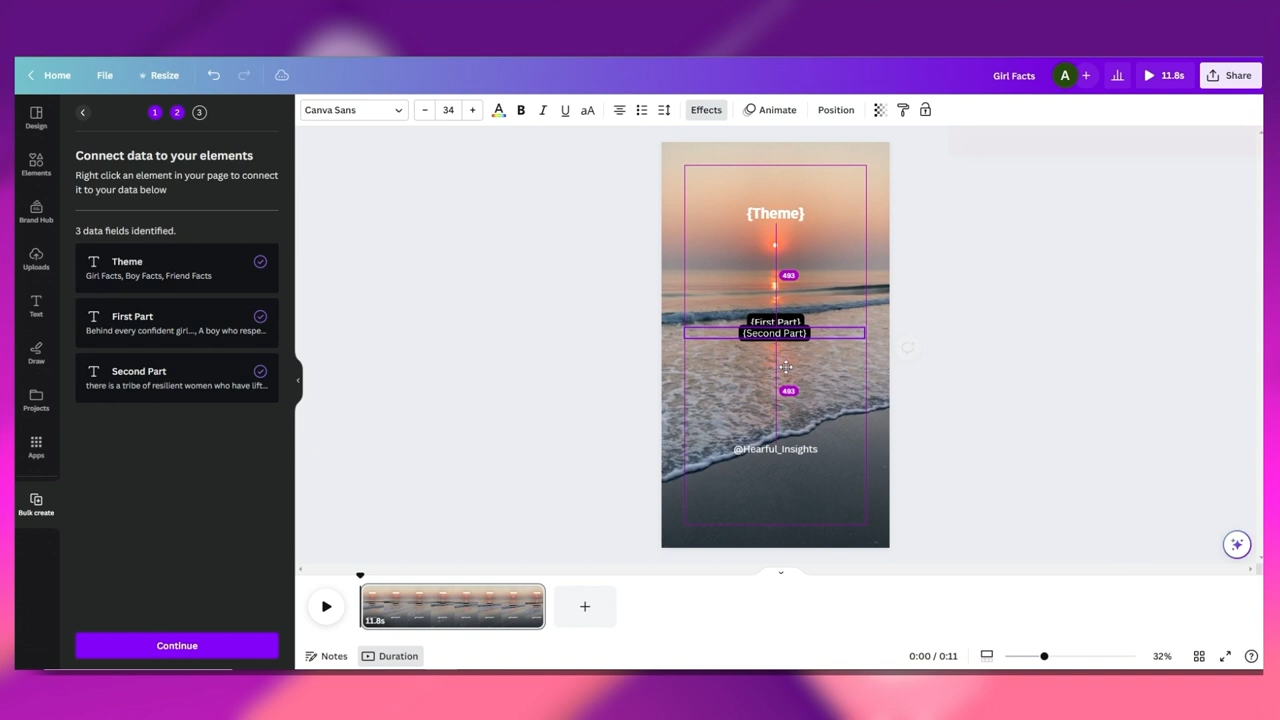 Home File Resize Girl Facts A + 11.8s Share
Design
Elements
Brand Hub
Uploads
Text
Draw
Projects
Apps
Bulk create
1 2 3
Connect data to your elements
Right click an element in your page to connect
it to your data below
3 data fields identified.
Theme
Girl Facts, Boy Facts, Friend Facts
First Part
Behind every confident girl..., A boy who respe...
Second Part
there is a tribe of resilient women who have lift...
Continue
Canva Sans - 34 + A B I U aA Effects Animate Position
{Theme}
493
{First Part}
{Second Part}
493
@Hearful_Insights
11.8s
+
Notes Duration 0:00 / 0:11 32% ?